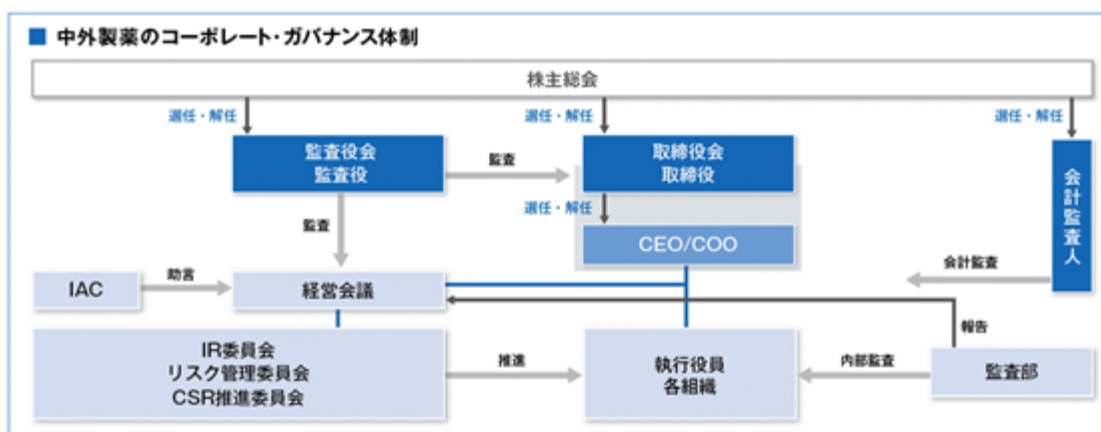 ■ 中外製薬のコーポレート・ガバナンス体制
株主総会
選任・解任
選任・解任
選任・解任
監査役会
監査役
監査
取締役会
取締役
会計監査人
監査
選任・解任
CEO/COO
会計監査
IAC
助言
経営会議
報告
IR委員会
リスク管理委員会
CSR推進委員会
推進
執行役員
各組織
内部監査
監査部